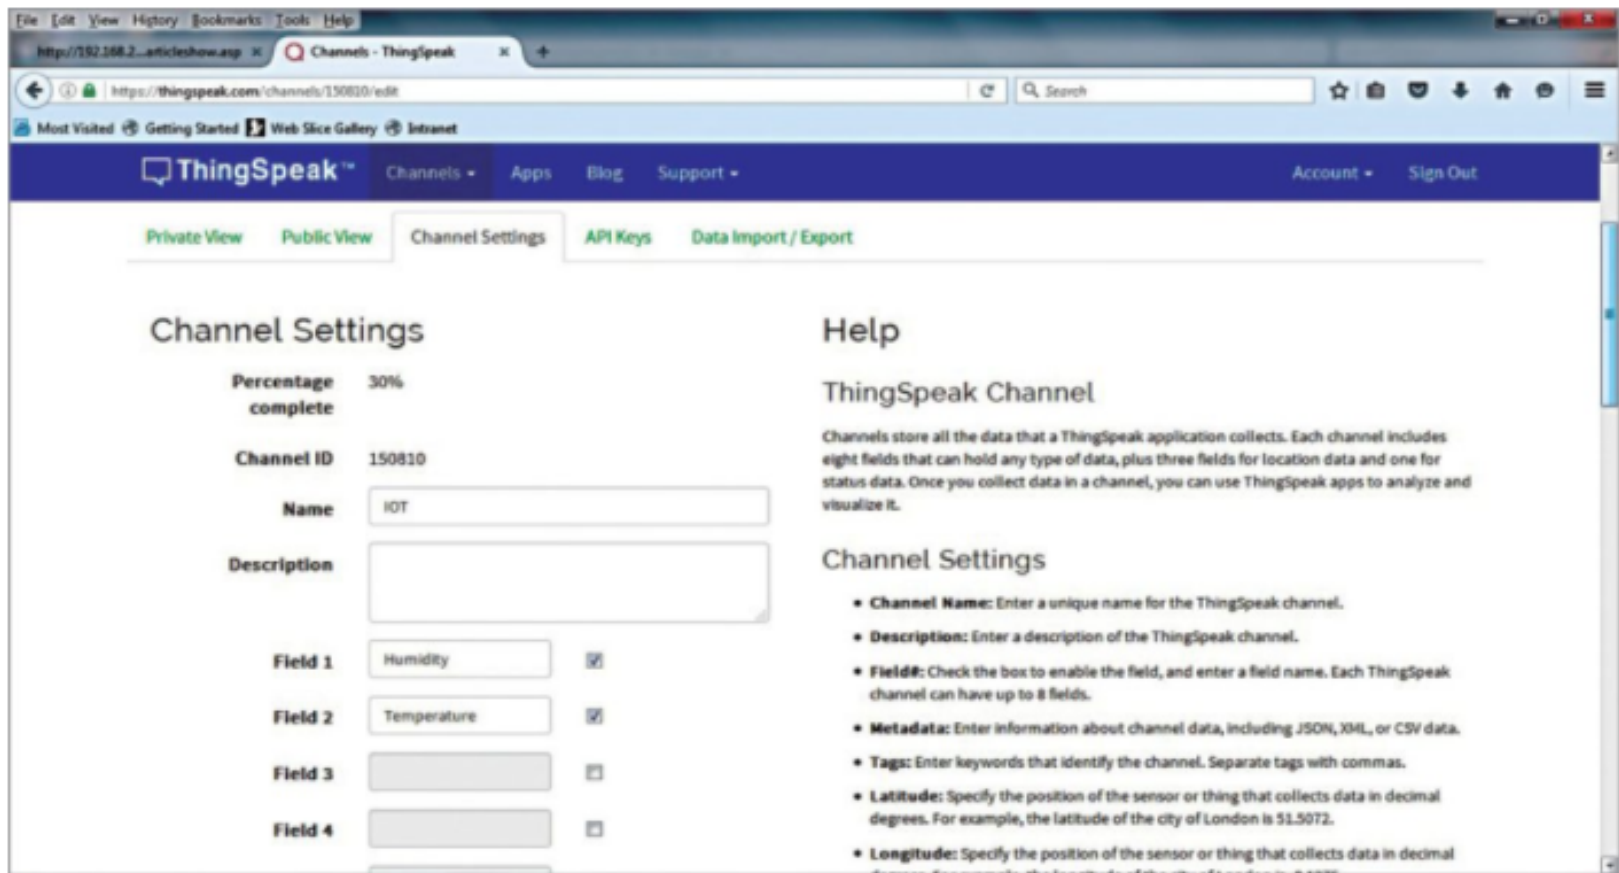 File Edit View History Bookmarks Tools Help
http://192.168.2...articleshow.asp × Channels - ThingSpeak × +
https://thingspeak.com/channels/150810/edit Search
Most Visited Getting Started Web Slice Gallery Intranet
ThingSpeak™ Channels Apps Blog Support Account Sign Out
Private View Public View Channel Settings API Keys Data Import / Export
Channel Settings
Percentage complete 30%
Channel ID 150810
Name IOT
Description
Field 1 Humidity
Field 2 Temperature
Field 3
Field 4
Help
ThingSpeak Channel
Channels store all the data that a ThingSpeak application collects. Each channel includes
eight fields that can hold any type of data, plus three fields for location data and one for
status data. Once you collect data in a channel, you can use ThingSpeak apps to analyze and
visualize it.
Channel Settings
• Channel Name: Enter a unique name for the ThingSpeak channel.
• Description: Enter a description of the ThingSpeak channel.
• Field#: Check the box to enable the field, and enter a field name. Each ThingSpeak
channel can have up to 8 fields.
• Metadata: Enter information about channel data, including JSON, XML, or CSV data.
• Tags: Enter keywords that identify the channel. Separate tags with commas.
• Latitude: Specify the position of the sensor or thing that collects data in decimal
degrees. For example, the latitude of the city of London is 51.5072.
• Longitude: Specify the position of the sensor or thing that collects data in decimal